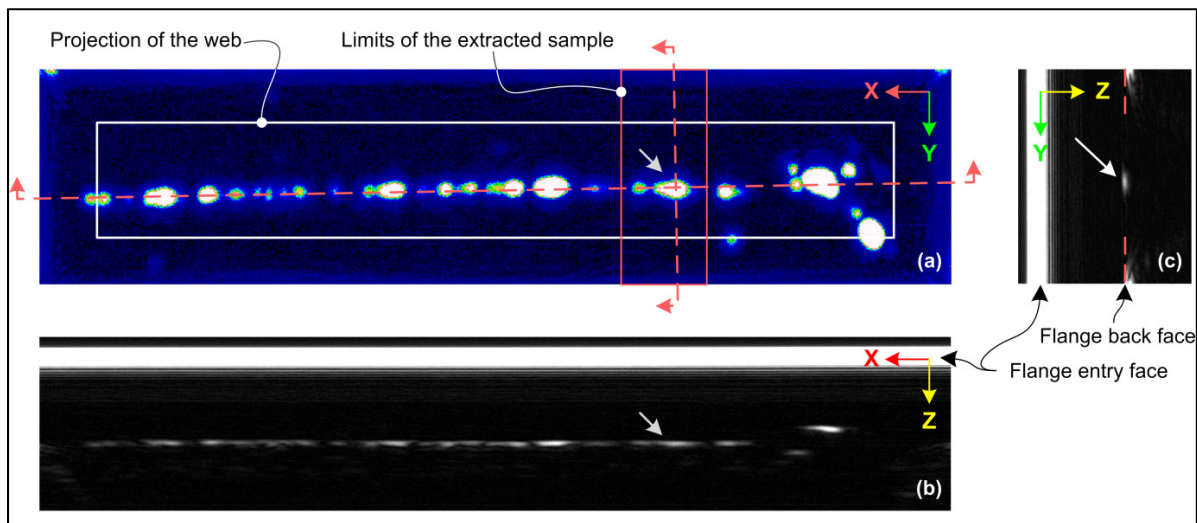 Projection of the web
Limits of the extracted sample
X
Y
(a)
Y
Z
(c)
Flange back face
Flange entry face
X
Z
(b)